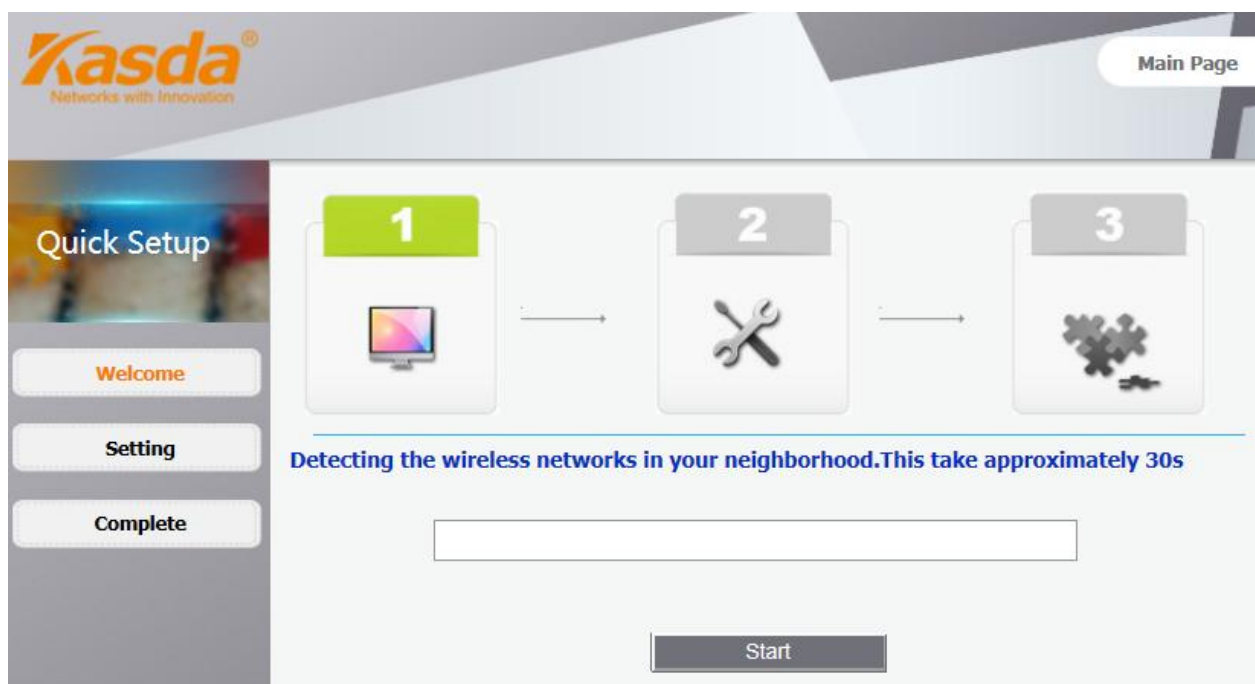 Kasda®
Networks with Innovation
Main Page
Quick Setup
Welcome
Setting
Complete
1
2
3
Detecting the wireless networks in your neighborhood.This take approximately 30s
Start